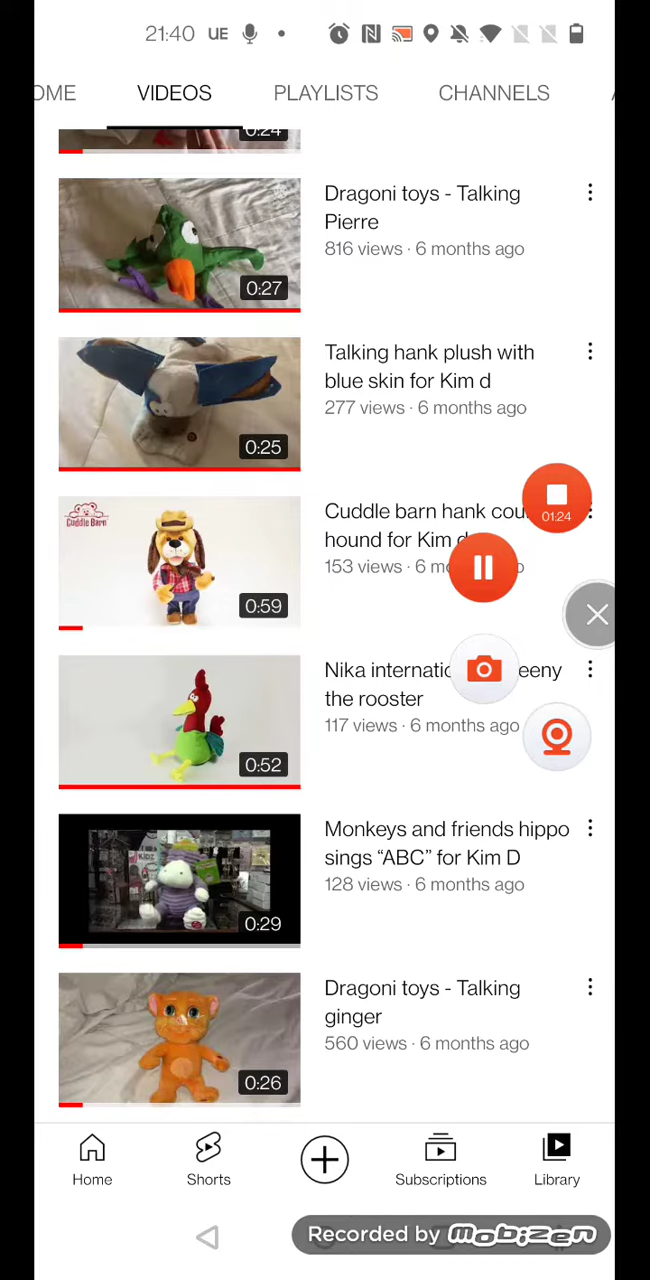 21:40 UE
OME VIDEOS PLAYLISTS CHANNELS
0:24
Dragoni toys - Talking
Pierre
816 views · 6 months ago
0:27
Talking hank plush with
blue skin for Kim d
277 views · 6 months ago
0:25
Cuddle barn hank cou
hound for Kim d
153 views · 6 mo
Cuddle Barn
0:59
01:24
Nika internatio eeny
the rooster
117 views · 6 months ago
0:52
Monkeys and friends hippo
sings “ABC” for Kim D
128 views · 6 months ago
0:29
Dragoni toys - Talking
ginger
560 views · 6 months ago
0:26
Home Shorts Subscriptions Library
Recorded by mobizen